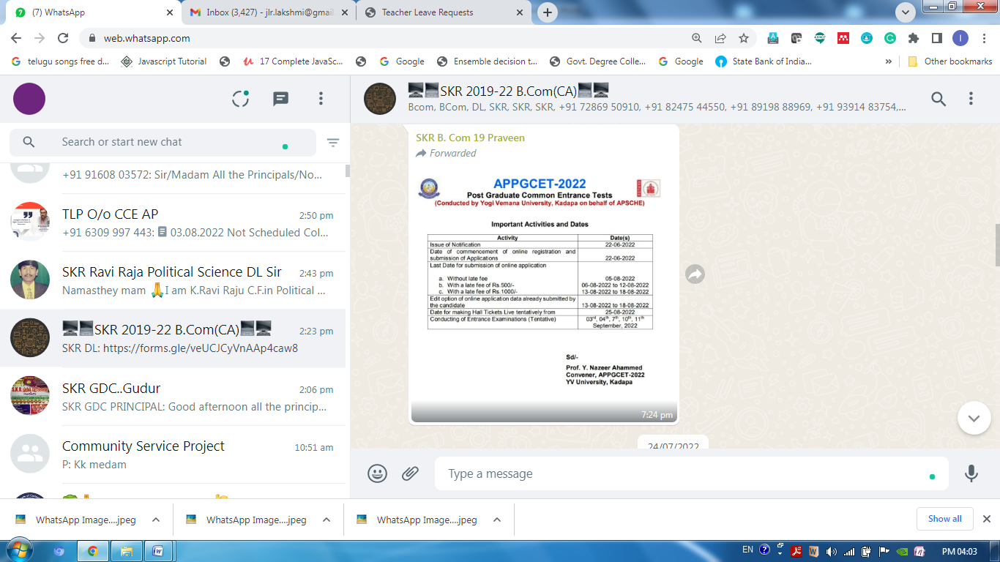 (7) WhatsApp
Inbox (3,427) - jlr.lakshmi@gmail.
Teacher Leave Requests
web.whatsapp.com
telugu songs free d...
Javascript Tutorial
17 Complete JavaSc...
Google
Ensemble decision t...
Govt. Degree Colle...
Google
State Bank of India...
»
Other bookmarks
SKR 2019-22 B.Com(CA)
Bcom, BCom, DL, SKR, SKR, SKR, +91 72869 50910, +91 82475 44550, +91 89198 88969, +91 93914 83754,...
Search or start new chat
+91 91608 03572: Sir/Madam All the Principals/No...
TLP O/o CCE AP
2:50 pm
+91 6309 997 443: 03.08.2022 Not Scheduled Col...
SKR Ravi Raja Political Science DL Sir
2:43 pm
Namasthey mam 🙏I am K.Ravi Raju C.F.in Political ...
SKR 2019-22 B.Com(CA)
2:23 pm
SKR DL: https://forms.gle/veUCJCyVnAAp4caw8
SKR GDC..Gudur
2:06 pm
SKR GDC PRINCIPAL: Good afternoon all the princip...
Community Service Project
10:51 am
P: Kk medam
SKR B. Com 19 Praveen
Forwarded
APPGCET-2022
Post Graduate Common Entrance Tests
(Conducted by Yogi Vemana University, Kadapa on behalf of APSCHE)
Important Activities and Dates
Activity Date(s)
Issue of Notification 22-06-2022
Date of commencement of online registration and
submission of Applications 22-06-2022
Last Date for submission of online application
a. Without late fee 05-08-2022
b. With a late fee of Rs.500/- 06-08-2022 to 12-08-2022
c. With a late fee of Rs.1000/- 13-08-2022 to 18-08-2022
Edit option of online application data already submitted by
the candidate 13-08-2022 to 18-08-2022
Date for making Hall Tickets Live tentatively from 25-08-2022
Conducting of Entrance Examinations (Tentative) 03rd, 04th, 7th, 10th, 11th
September, 2022
Sd/-
Prof. Y. Nazeer Ahammed
Convener, APPGCET-2022
YV University, Kadapa
7:24 pm
24/07/2022
Type a message
WhatsApp Image....jpeg
WhatsApp Image....jpeg
WhatsApp Image....jpeg
Show all
EN
PM 04:03